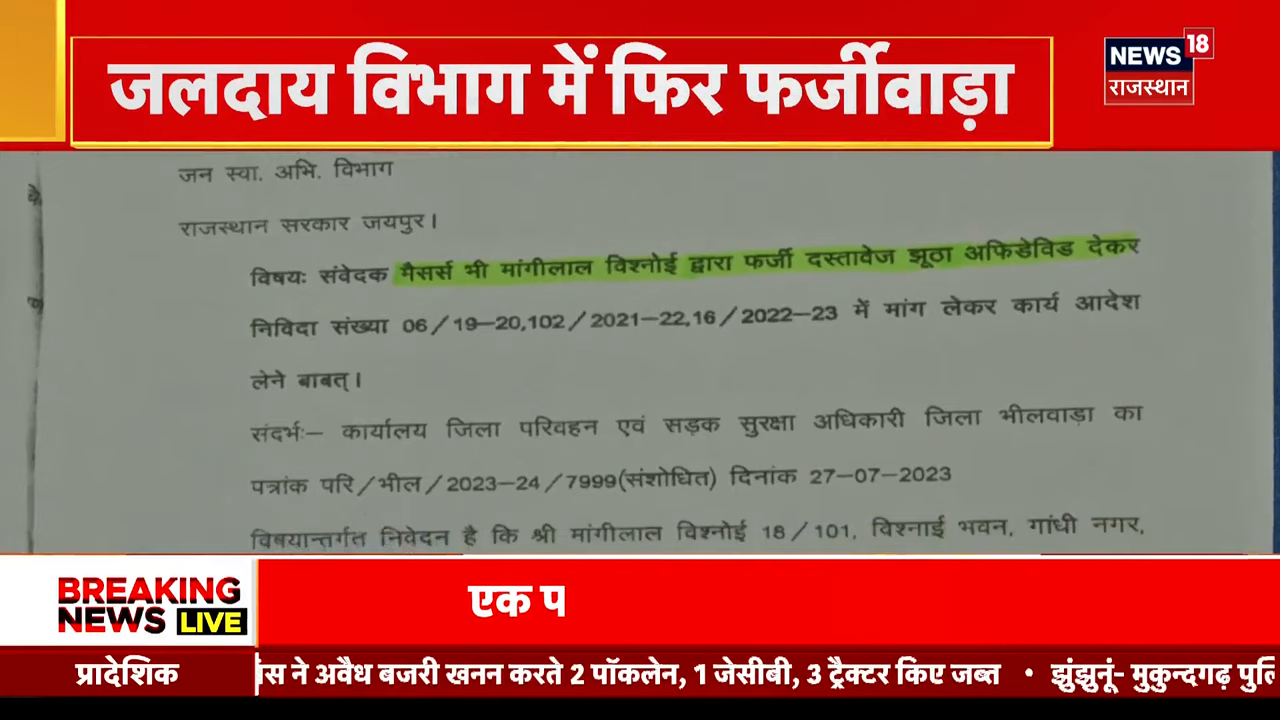 जलदाय विभाग में फिर फर्जीवाड़ा
NEWS 18
राजस्थान
जन स्वा. अभि. विभाग
राजस्थान सरकार जयपुर।
विषयः संवेदक मैसर्स भी मांगीलाल विश्नोई द्वारा फर्जी दस्तावेज झूठा अफिडेविड देकर
निविदा संख्या 06/19–20,102/2021–22,16/2022–23 में मांग लेकर कार्य आदेश
लेने बाबत्।
संदर्भः– कार्यालय जिला परिवहन एवं सड़क सुरक्षा अधिकारी जिला भीलवाड़ा का
पत्रांक परि/भील/2023–24/7999(संशोधित) दिनांक 27–07–2023
विषयान्तर्गत निवेदन है कि श्री मांगीलाल विश्नोई 18/101, विश्नाई भवन, गांधी नगर,
BREAKING
NEWS LIVE
एक प
प्रादेशिक
स ने अवैध बजरी खनन करते 2 पॉकलेन, 1 जेसीबी, 3 ट्रैक्टर किए जब्त • झुंझुनूं- मुकुन्दगढ़ पुलि